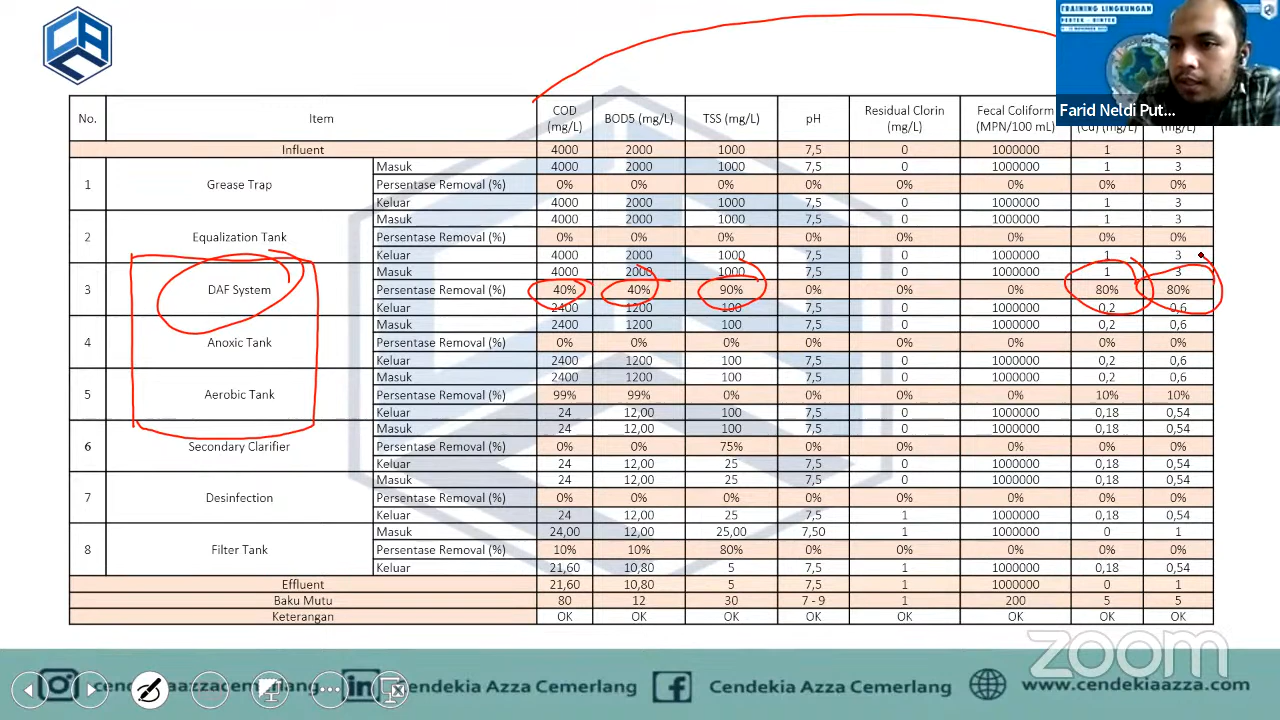 TRAINING LINGKUNGAN
PERTEK - RINTEK
Farid Neldi Put...
No. Item COD (mg/L) BOD5 (mg/L) TSS (mg/L) pH Residual Clorin (mg/L) Fecal Coliform (MPN/100 mL) (Cu) (mg/L) (mg/L)
Influent 4000 2000 1000 7,5 0 1000000 1 3
1 Grease Trap
Masuk 4000 2000 1000 7,5 0 1000000 1 3
Persentase Removal (%) 0% 0% 0% 0% 0% 0% 0% 0%
Keluar 4000 2000 1000 7,5 0 1000000 1 3
2 Equalization Tank
Masuk 4000 2000 1000 7,5 0 1000000 1 3
Persentase Removal (%) 0% 0% 0% 0% 0% 0% 0% 0%
Keluar 4000 2000 1000 7,5 0 1000000 1 3
3 DAF System
Masuk 4000 2000 1000 7,5 0 1000000 1 3
Persentase Removal (%) 40% 40% 90% 0% 0% 0% 80% 80%
Keluar 2400 1200 100 7,5 0 1000000 0,2 0,6
4 Anoxic Tank
Masuk 2400 1200 100 7,5 0 1000000 0,2 0,6
Persentase Removal (%) 0% 0% 0% 0% 0% 0% 0% 0%
Keluar 2400 1200 100 7,5 0 1000000 0,2 0,6
5 Aerobic Tank
Masuk 2400 1200 100 7,5 0 1000000 0,2 0,6
Persentase Removal (%) 99% 99% 0% 0% 0% 0% 10% 10%
Keluar 24 12,00 100 7,5 0 1000000 0,18 0,54
6 Secondary Clarifier
Masuk 24 12,00 100 7,5 0 1000000 0,18 0,54
Persentase Removal (%) 0% 0% 75% 0% 0% 0% 0% 0%
Keluar 24 12,00 25 7,5 0 1000000 0,18 0,54
7 Desinfection
Masuk 24 12,00 25 7,5 0 1000000 0,18 0,54
Persentase Removal (%) 0% 0% 0% 0% 0% 0% 0% 0%
Keluar 24 12,00 25 7,5 1 1000000 0,18 0,54
8 Filter Tank
Masuk 24,00 12,00 25,00 7,50 1 1000000 0 1
Persentase Removal (%) 10% 10% 80% 0% 0% 0% 0% 0%
Keluar 21,60 10,80 5 7,5 1 1000000 0,18 0,54
Effluent 21,60 10,80 5 7,5 1 1000000 0 1
Baku Mutu 80 12 30 7 - 9 1 200 5 5
Keterangan OK OK OK OK OK OK OK OK
zoom
cendekiaazzacemerlang Cendekia Azza Cemerlang Cendekia Azza Cemerlang www.cendekiaazza.com